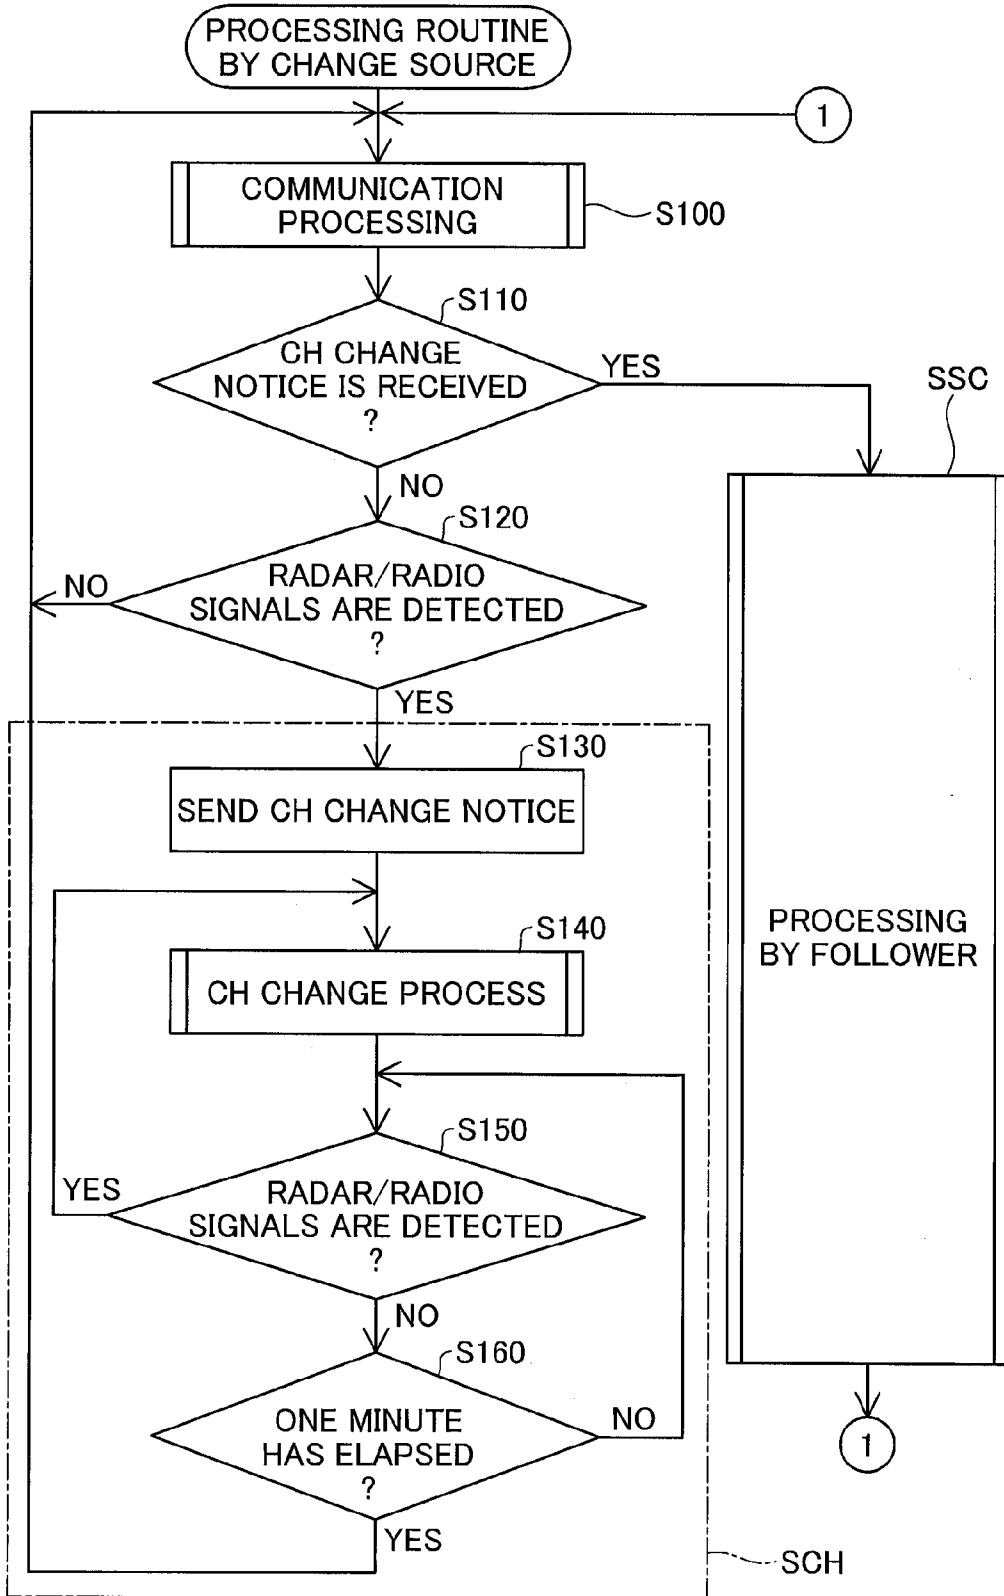 PROCESSING ROUTINE
BY CHANGE SOURCE
1
COMMUNICATION
PROCESSING
S100
S110
CH CHANGE
NOTICE IS RECEIVED
?
YES
SSC
NO
S120
RADAR/RADIO
SIGNALS ARE DETECTED
?
NO
YES
S130
SEND CH CHANGE NOTICE
S140
CH CHANGE PROCESS
PROCESSING
BY FOLLOWER
S150
RADAR/RADIO
SIGNALS ARE DETECTED
?
YES
NO
S160
ONE MINUTE
HAS ELAPSED
?
NO
1
YES
SCH